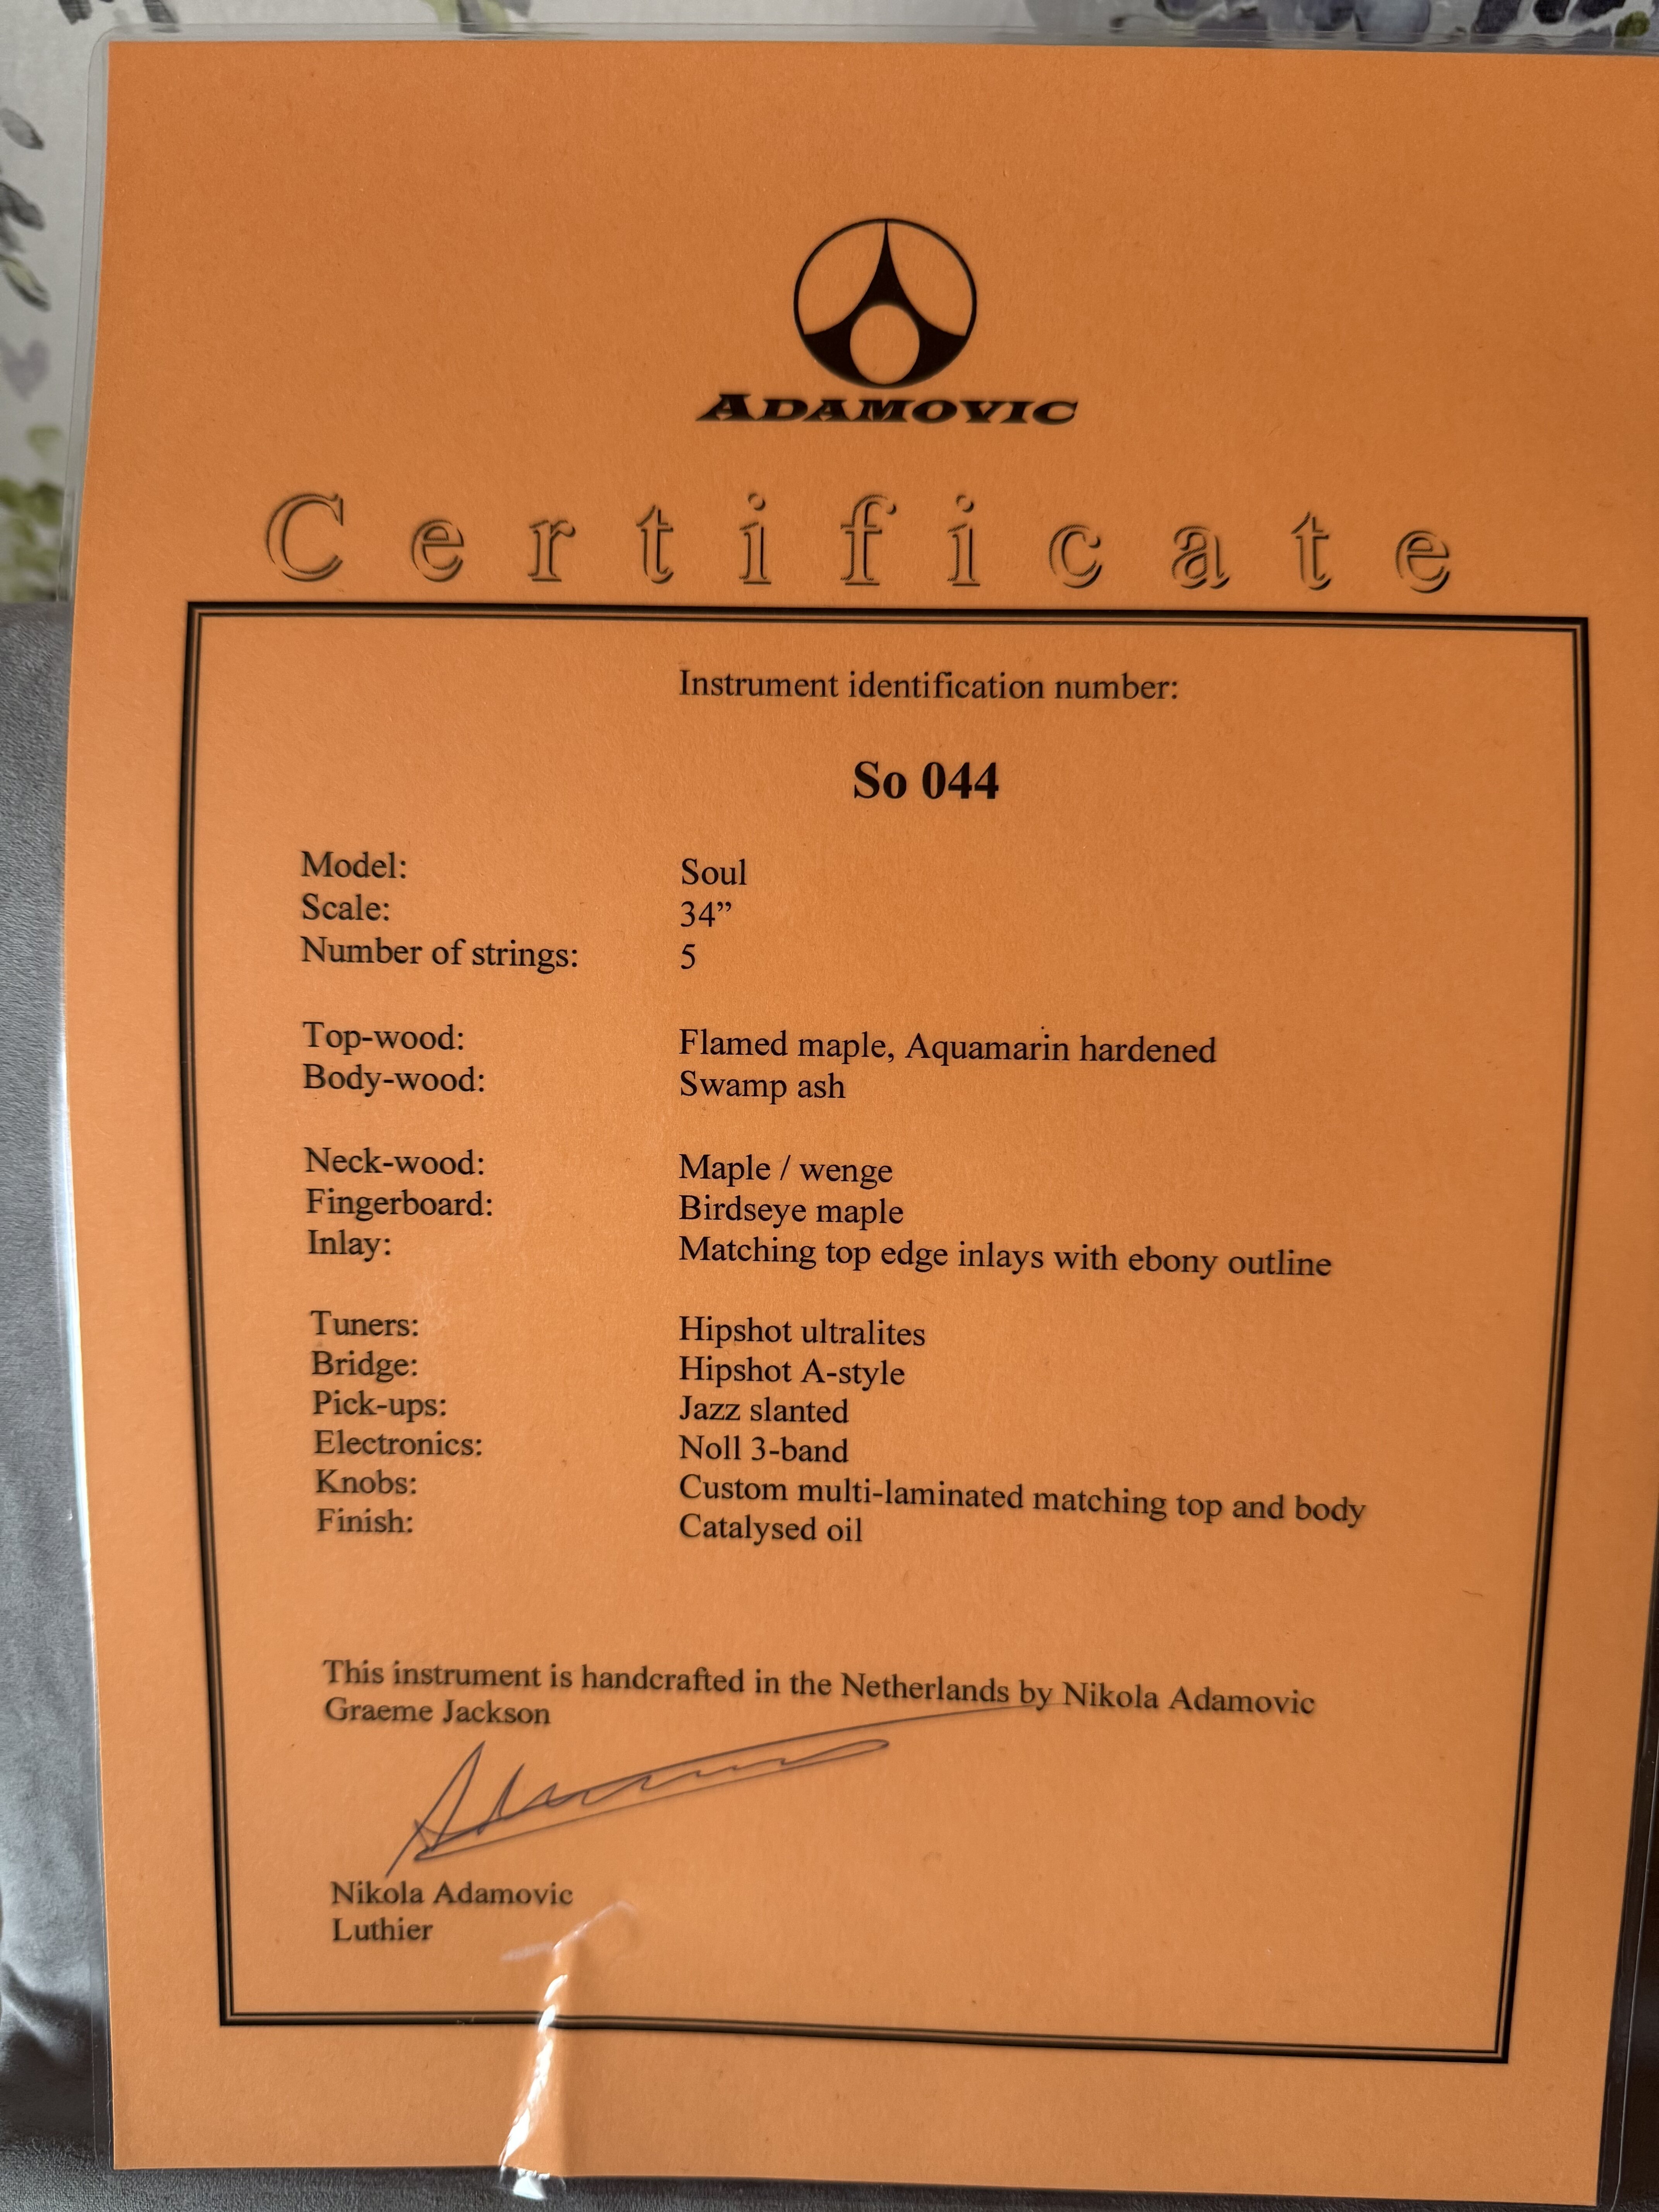 ADAMOVIC
Certificate
Instrument identification number:
So 044
Model: Soul
Scale: 34”
Number of strings: 5
Top-wood: Flamed maple, Aquamarin hardened
Body-wood: Swamp ash
Neck-wood: Maple / wenge
Fingerboard: Birdseye maple
Inlay: Matching top edge inlays with ebony outline
Tuners: Hipshot ultralites
Bridge: Hipshot A-style
Pick-ups: Jazz slanted
Electronics: Noll 3-band
Knobs: Custom multi-laminated matching top and body
Finish: Catalysed oil
This instrument is handcrafted in the Netherlands by Nikola Adamovic
Graeme Jackson
Nikola Adamovic
Luthier